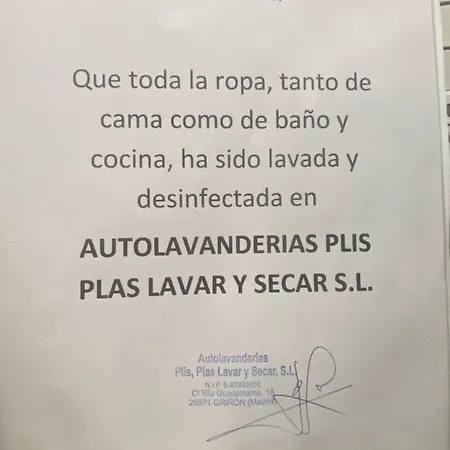 Que toda la ropa, tanto de
cama como de baño y
cocina, ha sido lavada y
desinfectada en
AUTOLAVANDERIAS PLIS
PLAS LAVAR Y SECAR S.L.
Autolavanderías
Plis, Plas Lavar y Secar, S.L.
N.I.F.
C/ Río Guadarrama, 18
28971 GRIÑÓN (Madrid)